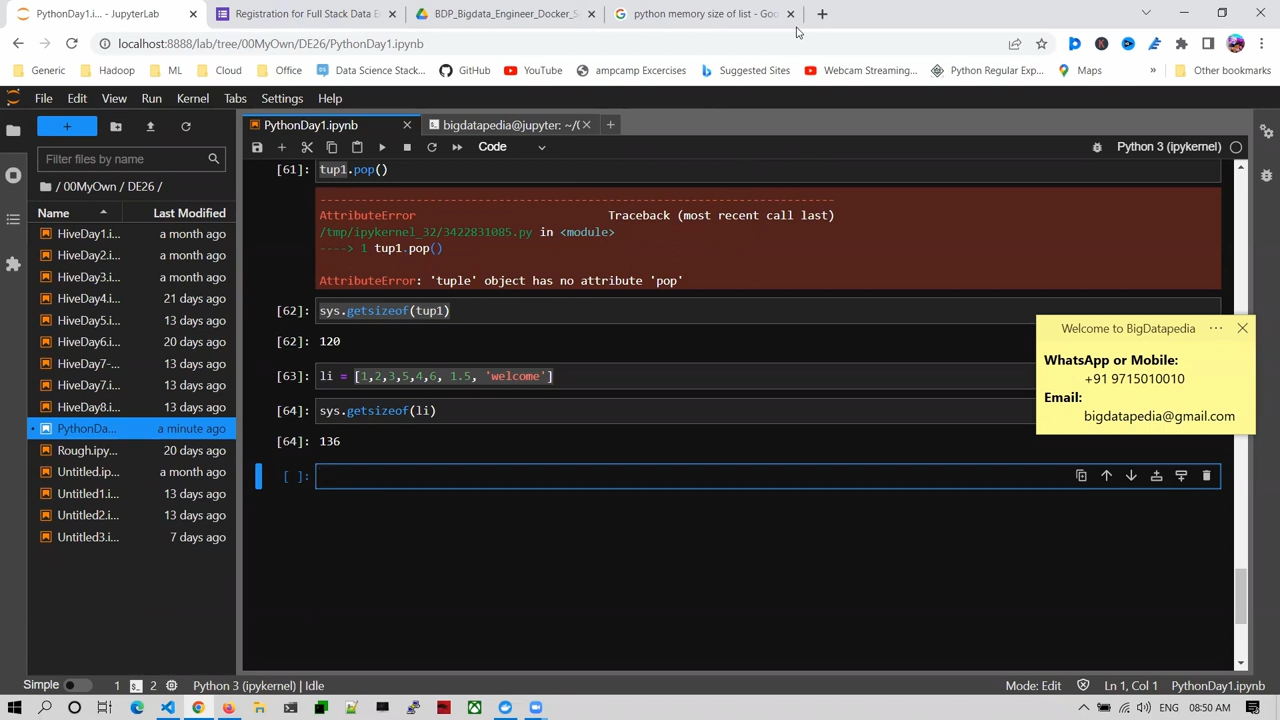 PythonDay1.i... - JupyterLab
Registration for Full Stack Data E
BDP_Bigdata_Engineer_Docker_S
python memory size of list - Goo
localhost:8888/lab/tree/00MyOwn/DE26/PythonDay1.ipynb
Generic
Hadoop
ML
Cloud
Office
Data Science Stack...
GitHub
YouTube
ampcamp Excercises
Suggested Sites
Webcam Streaming...
Python Regular Exp...
Maps
»
Other bookmarks
File Edit View Run Kernel Tabs Settings Help
PythonDay1.ipynb
bigdatapedia@jupyter: ~/(
Code
Python 3 (ipykernel)
Filter files by name
/ 00MyOwn / DE26 /
Name Last Modified
HiveDay1.i... a month ago
HiveDay2.i... a month ago
HiveDay3.i... a month ago
HiveDay4.i... 21 days ago
HiveDay5.i... 13 days ago
HiveDay6.i... 20 days ago
HiveDay7-... 13 days ago
HiveDay7.i... 13 days ago
HiveDay8.i... 13 days ago
PythonDa... a minute ago
Rough.ipy... 20 days ago
Untitled.ip... a month ago
Untitled1.i... 13 days ago
Untitled2.i... 13 days ago
Untitled3.i... 7 days ago
[61]: tup1.pop()
---------------------------------------------------------------------------
AttributeError Traceback (most recent call last)
/tmp/ipykernel_32/3422831085.py in <module>
----> 1 tup1.pop()
AttributeError: 'tuple' object has no attribute 'pop'
[62]: sys.getsizeof(tup1)
[62]: 120
[63]: li = [1,2,3,5,4,6, 1.5, 'welcome']
[64]: sys.getsizeof(li)
[64]: 136
[ ]:
Welcome to BigDatapedia
WhatsApp or Mobile:
+91 9715010010
Email:
bigdatapedia@gmail.com
Simple
1
2
Python 3 (ipykernel) | Idle
Mode: Edit
Ln 1, Col 1
PythonDay1.ipynb
ENG
08:50 AM